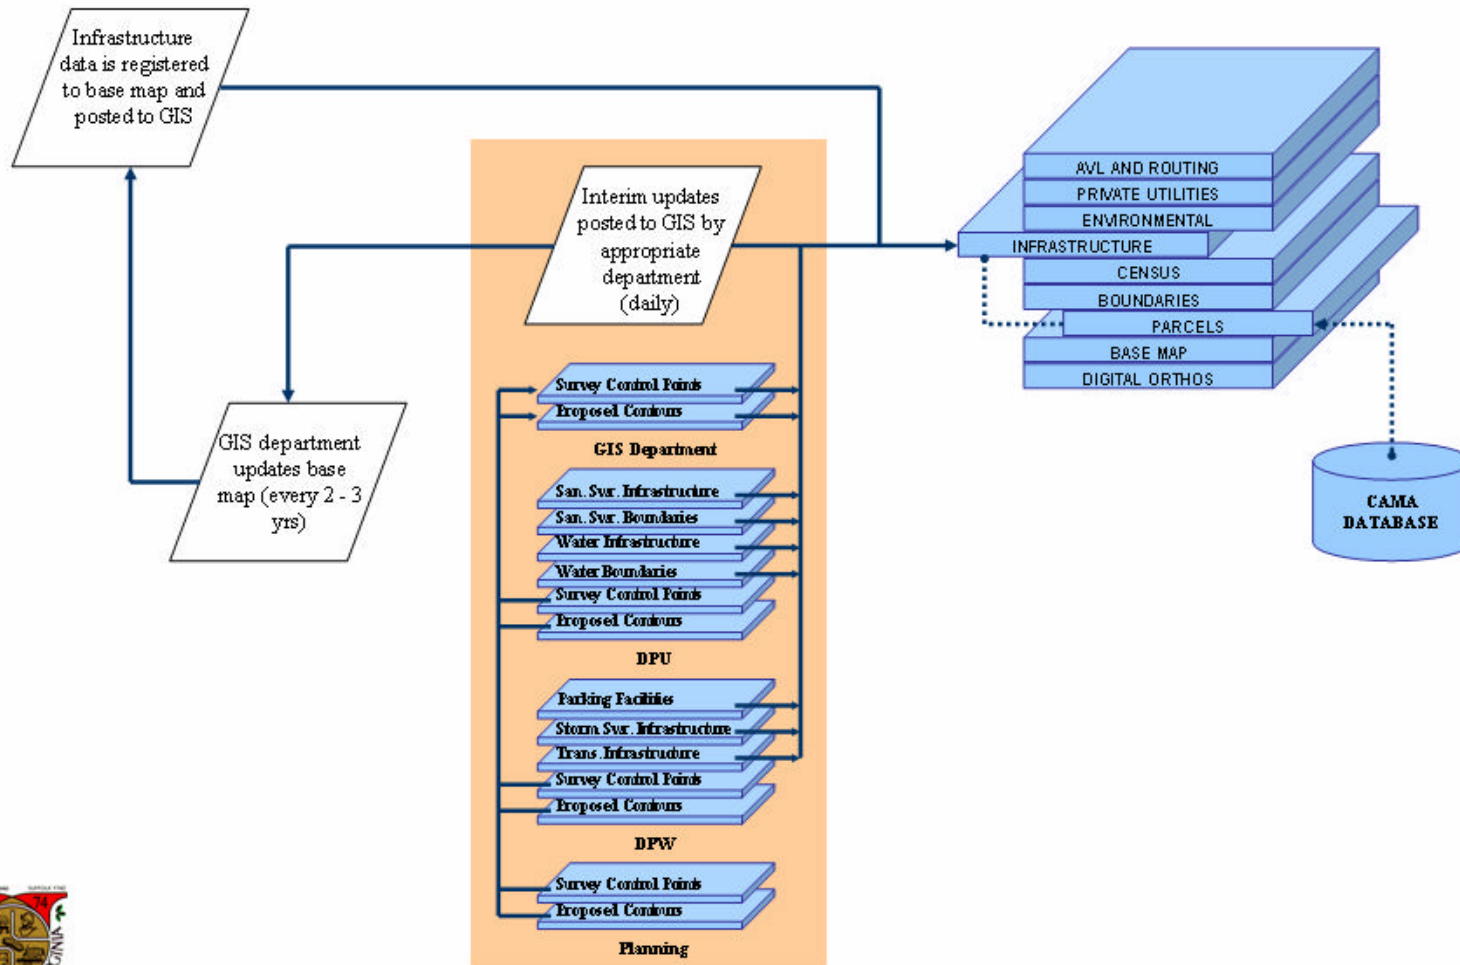 Infrastructure
data is registered
to base map and
posted to GIS
Interim updates
posted to GIS by
appropriate
department
(daily)
GIS department
updates base
map (every 2 - 3
yrs)
AVL AND ROUTING
PRIVATE UTILITIES
ENVIRONMENTAL
INFRASTRUCTURE
CENSUS
BOUNDARIES
PARCELS
BASE MAP
DIGITAL ORTHOS
CAMA
DATABASE
Survey Control Points
Proposed Contours
GIS Department
San. Swr. Infrastructure
San. Swr. Boundaries
Water Infrastructure
Water Boundaries
Survey Control Points
Proposed Contours
DPU
Parking Facilities
Storm Swr. Infrastructure
Trans. Infrastructure
Survey Control Points
Proposed Contours
DPW
Survey Control Points
Proposed Contours
Planning
74